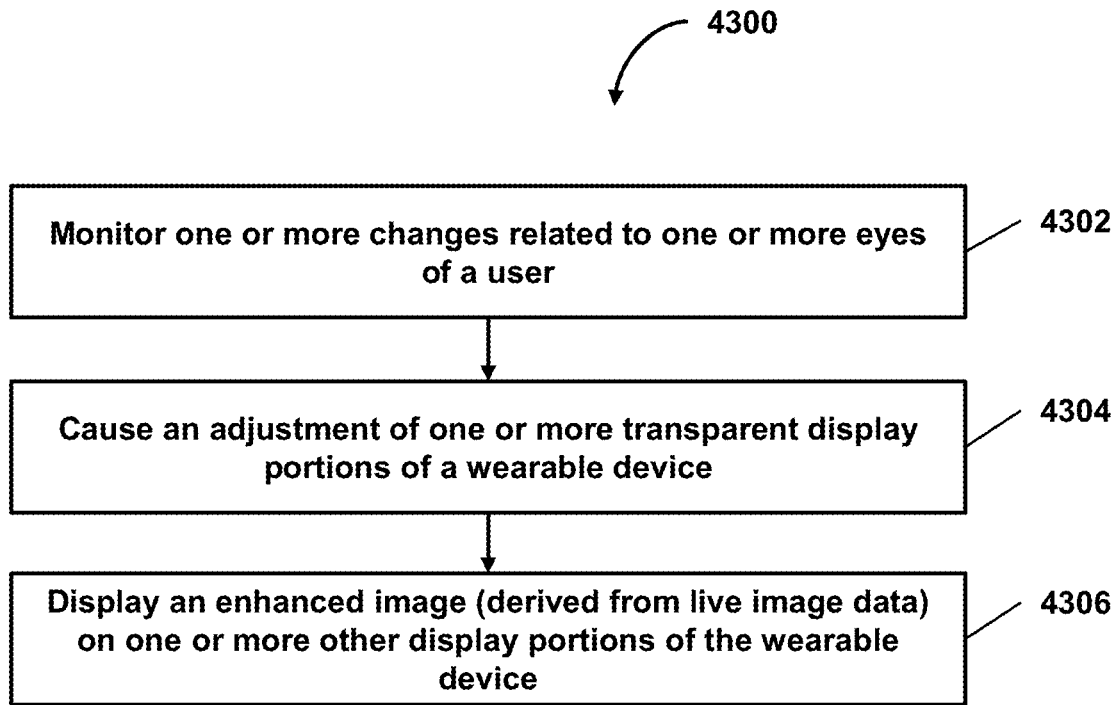 4300
Monitor one or more changes related to one or more eyes
of a user
4302
Cause an adjustment of one or more transparent display
portions of a wearable device
4304
Display an enhanced image (derived from live image data)
on one or more other display portions of the wearable
device
4306